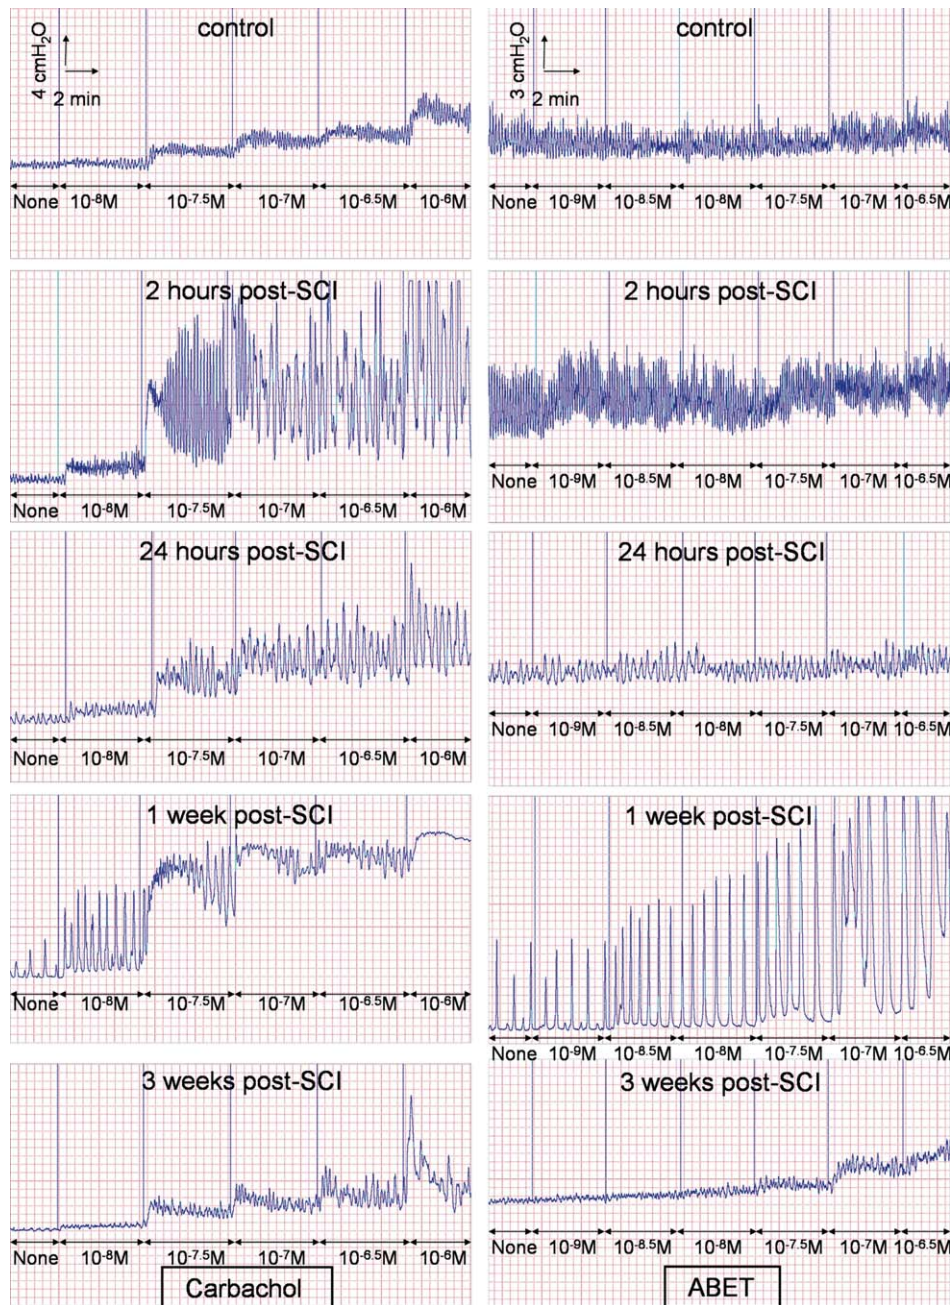 control
4 cmH2O
2 min
None 10-8M 10-7.5M 10-7M 10-6.5M 10-6M
control
3 cmH2O
2 min
None 10-9M 10-8.5M 10-8M 10-7.5M 10-7M 10-6.5M
2 hours post-SCI
None 10-8M 10-7.5M 10-7M 10-6.5M 10-6M
2 hours post-SCI
None 10-9M 10-8.5M 10-8M 10-7.5M 10-7M 10-6.5M
24 hours post-SCI
None 10-8M 10-7.5M 10-7M 10-6.5M 10-6M
24 hours post-SCI
None 10-9M 10-8.5M 10-8M 10-7.5M 10-7M 10-6.5M
1 week post-SCI
None 10-8M 10-7.5M 10-7M 10-6.5M 10-6M
1 week post-SCI
None 10-9M 10-8.5M 10-8M 10-7.5M 10-7M 10-6.5M
3 weeks post-SCI
None 10-8M 10-7.5M 10-7M 10-6.5M 10-6M
Carbachol
3 weeks post-SCI
None 10-9M 10-8.5M 10-8M 10-7.5M 10-7M 10-6.5M
ABET